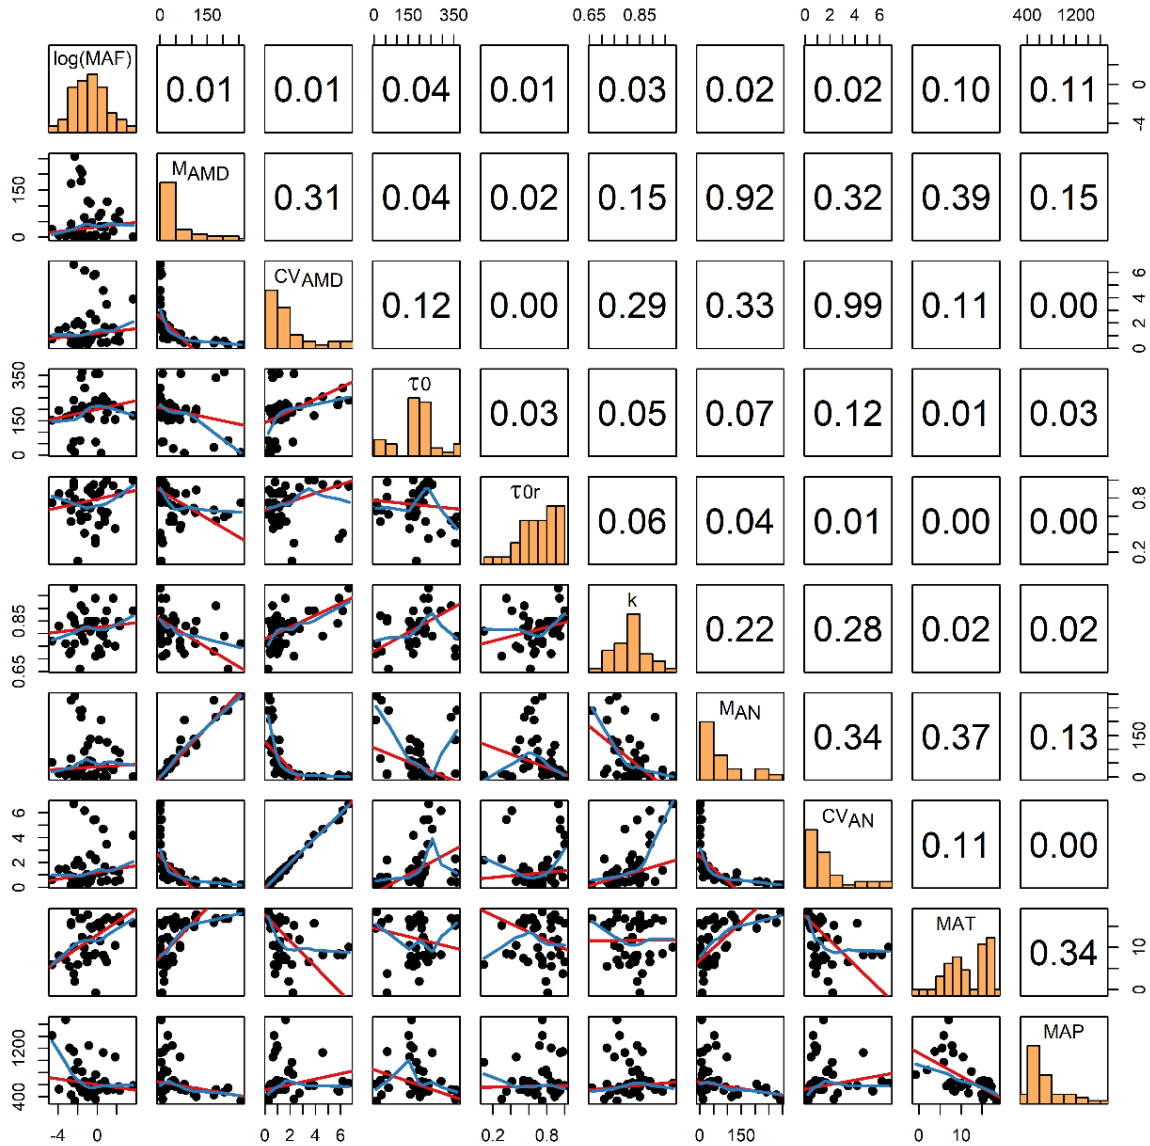 0 150 0 150 350 0.65 0.85 0 2 4 6 400 1200
log(MAF) 0.01 0.01 0.04 0.01 0.03 0.02 0.02 0.10 0.11 -4 0
0 150 MAMD 0.31 0.04 0.02 0.15 0.92 0.32 0.39 0.15
CVAMD 0.12 0.00 0.29 0.33 0.99 0.11 0.00 0 2 4 6
0 150 350 τ0 0.03 0.05 0.07 0.12 0.01 0.03
τ0r 0.06 0.04 0.01 0.00 0.00 0.2 0.8
0.65 0.85 k 0.22 0.28 0.02 0.02
MAN 0.34 0.37 0.13 0 150
0 2 4 6 CVAN 0.11 0.00
MAT 0.34 0 10
400 1200 MAP
-4 0 0 2 4 6 0.2 0.8 0 150 0 10